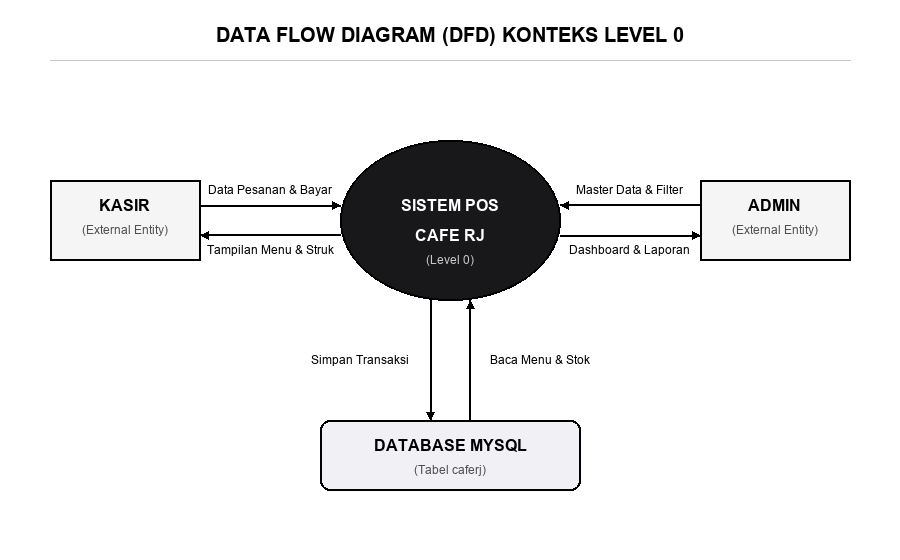 DATA FLOW DIAGRAM (DFD) KONTEKS LEVEL 0
KASIR
(External Entity)
Data Pesanan & Bayar
Tampilan Menu & Struk
SISTEM POS
CAFE RJ
(Level 0)
Master Data & Filter
Dashboard & Laporan
ADMIN
(External Entity)
Simpan Transaksi
Baca Menu & Stok
DATABASE MYSQL
(Tabel caferj)